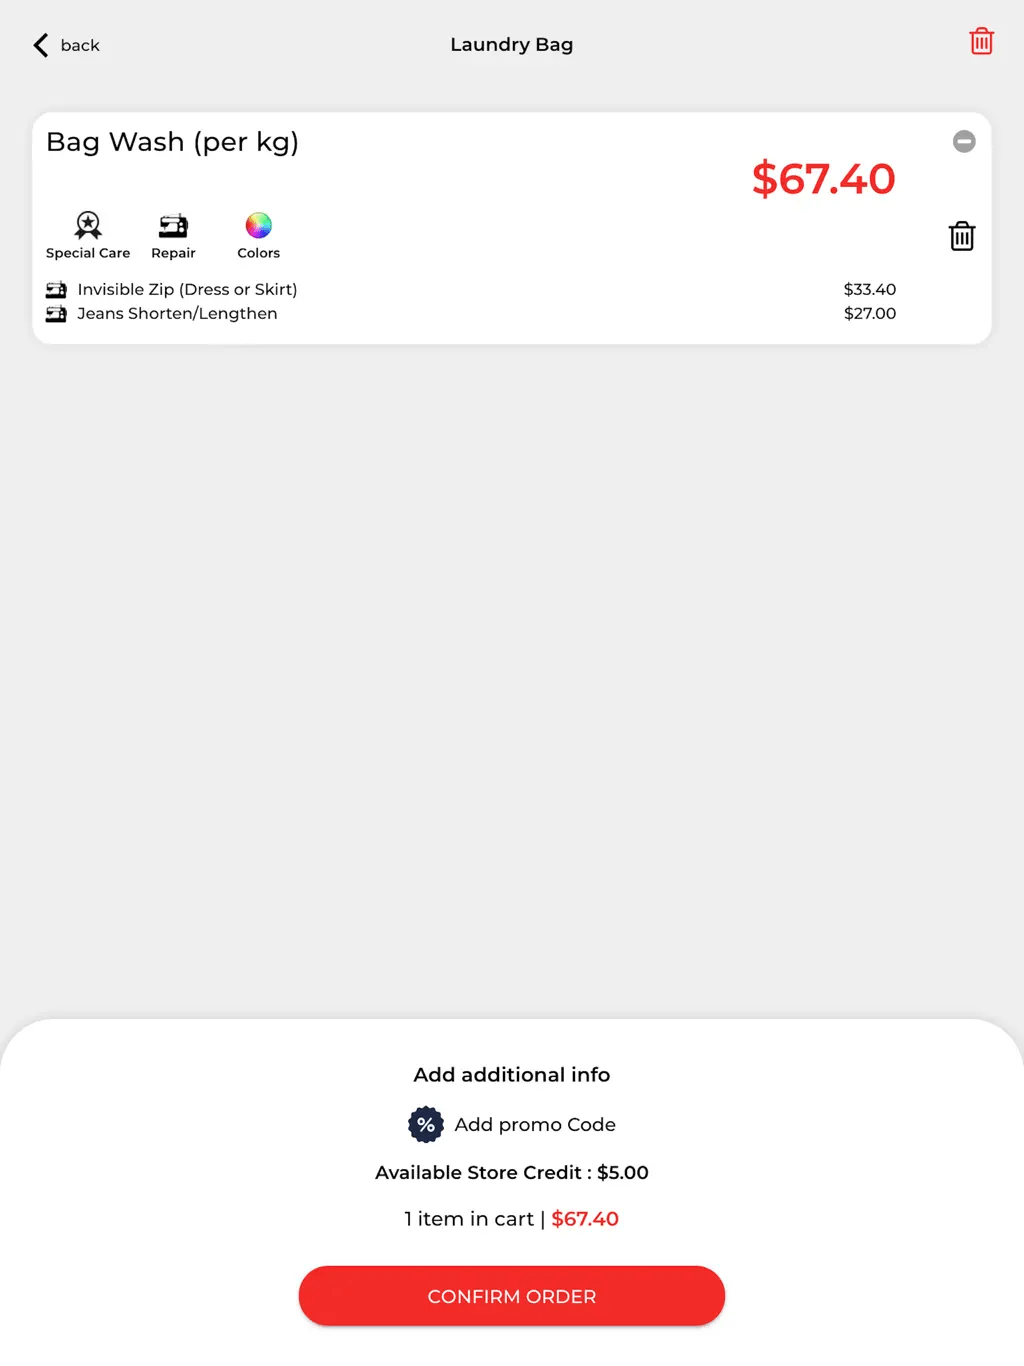 back
Laundry Bag
Bag Wash (per kg)
$67.40
Special Care Repair Colors
Invisible Zip (Dress or Skirt) $33.40
Jeans Shorten/Lengthen $27.00
Add additional info
% Add promo Code
Available Store Credit : $5.00
1 item in cart | $67.40
CONFIRM ORDER